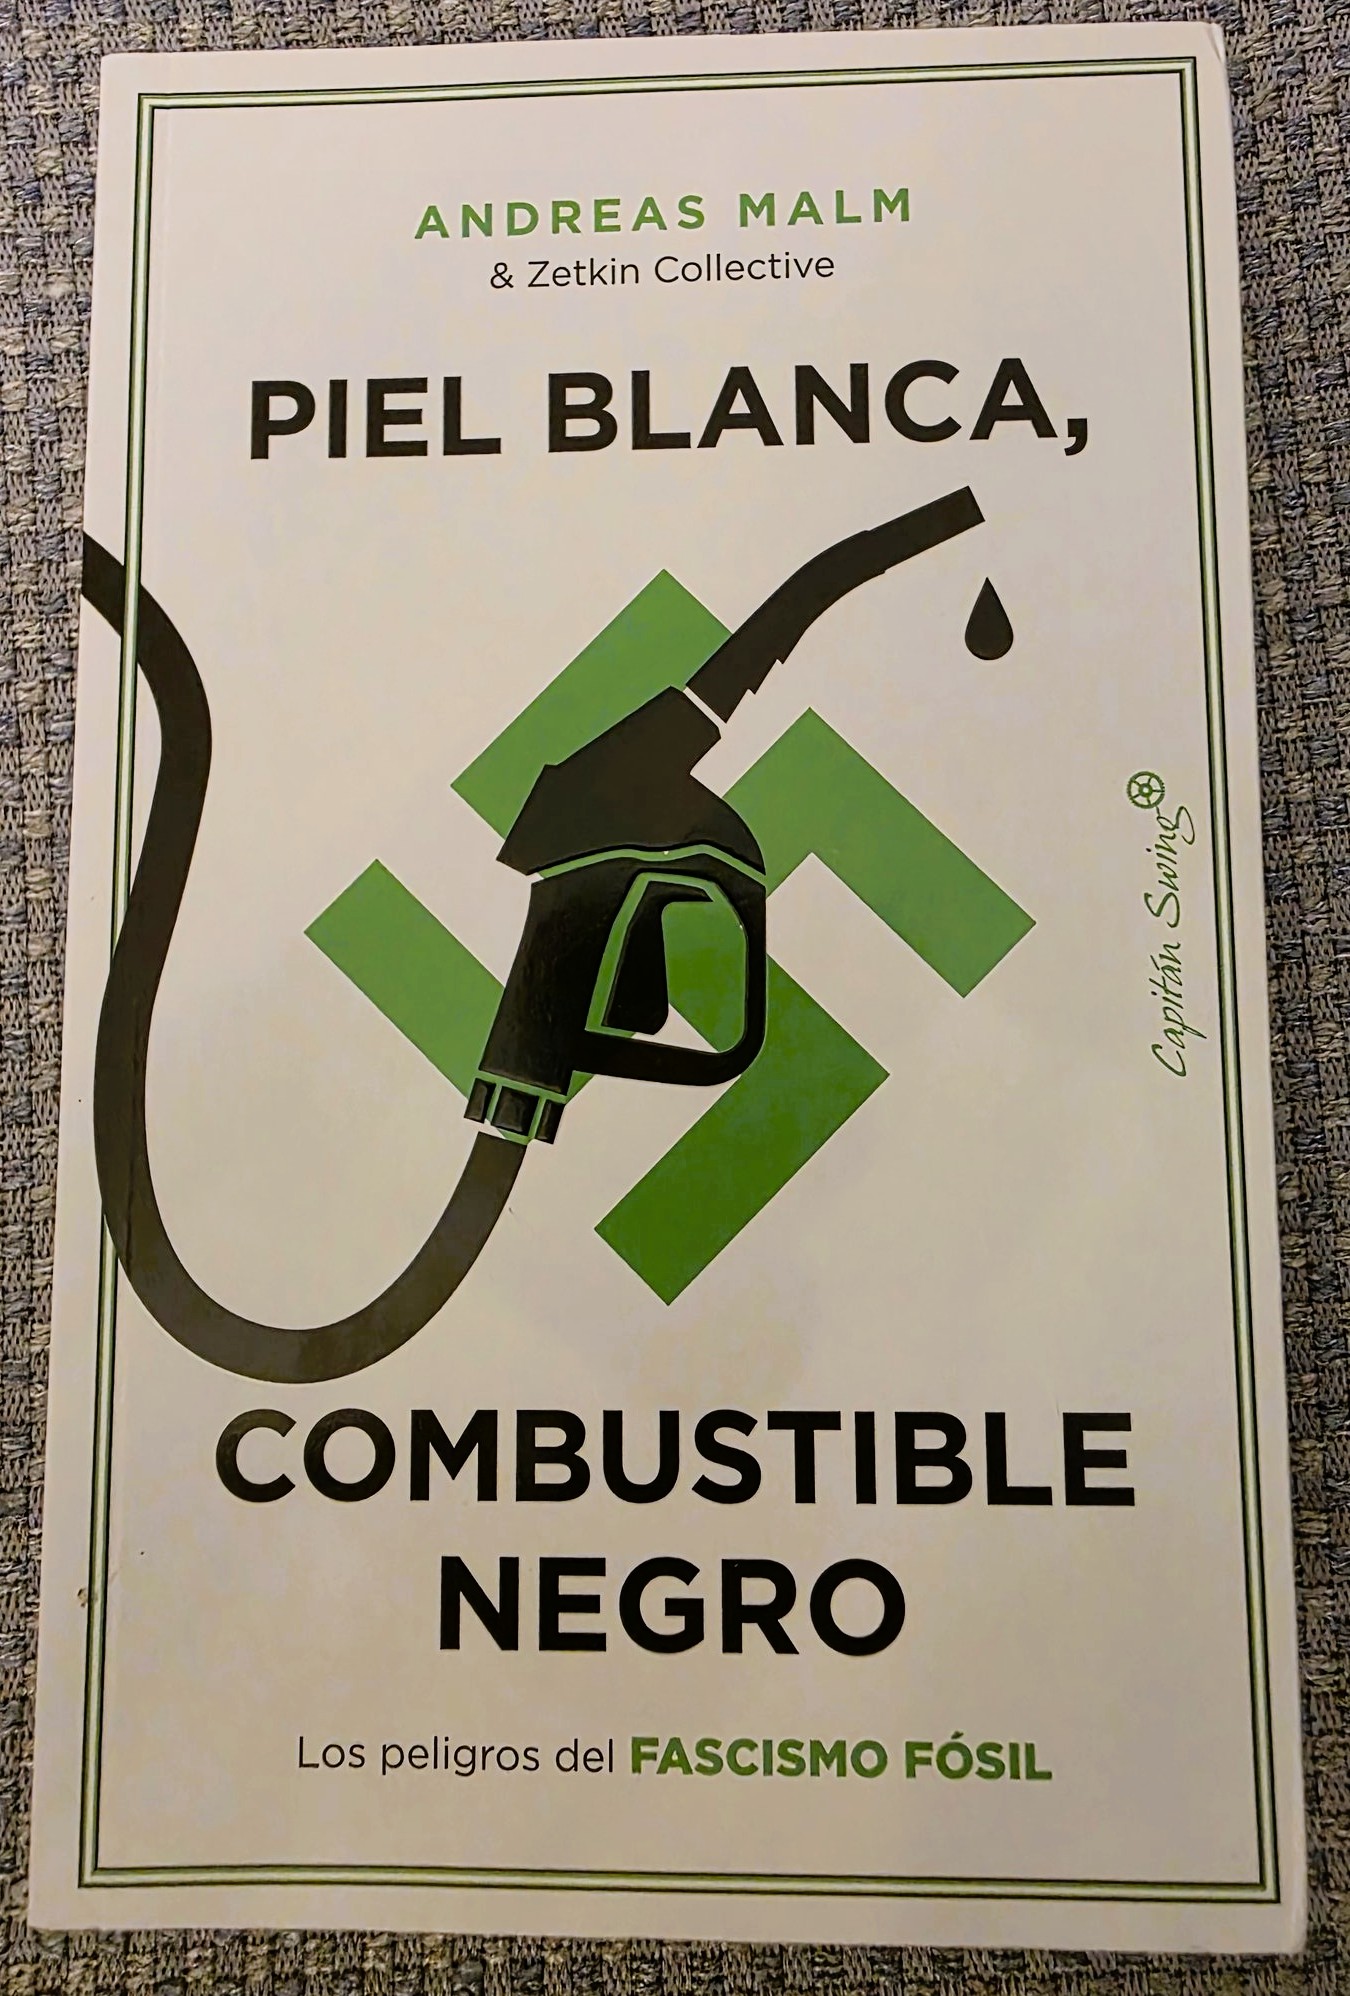 ANDREAS MALM
& Zetkin Collective
PIEL BLANCA,
Capitán Swing
COMBUSTIBLE
NEGRO
Los peligros del FASCISMO FÓSIL